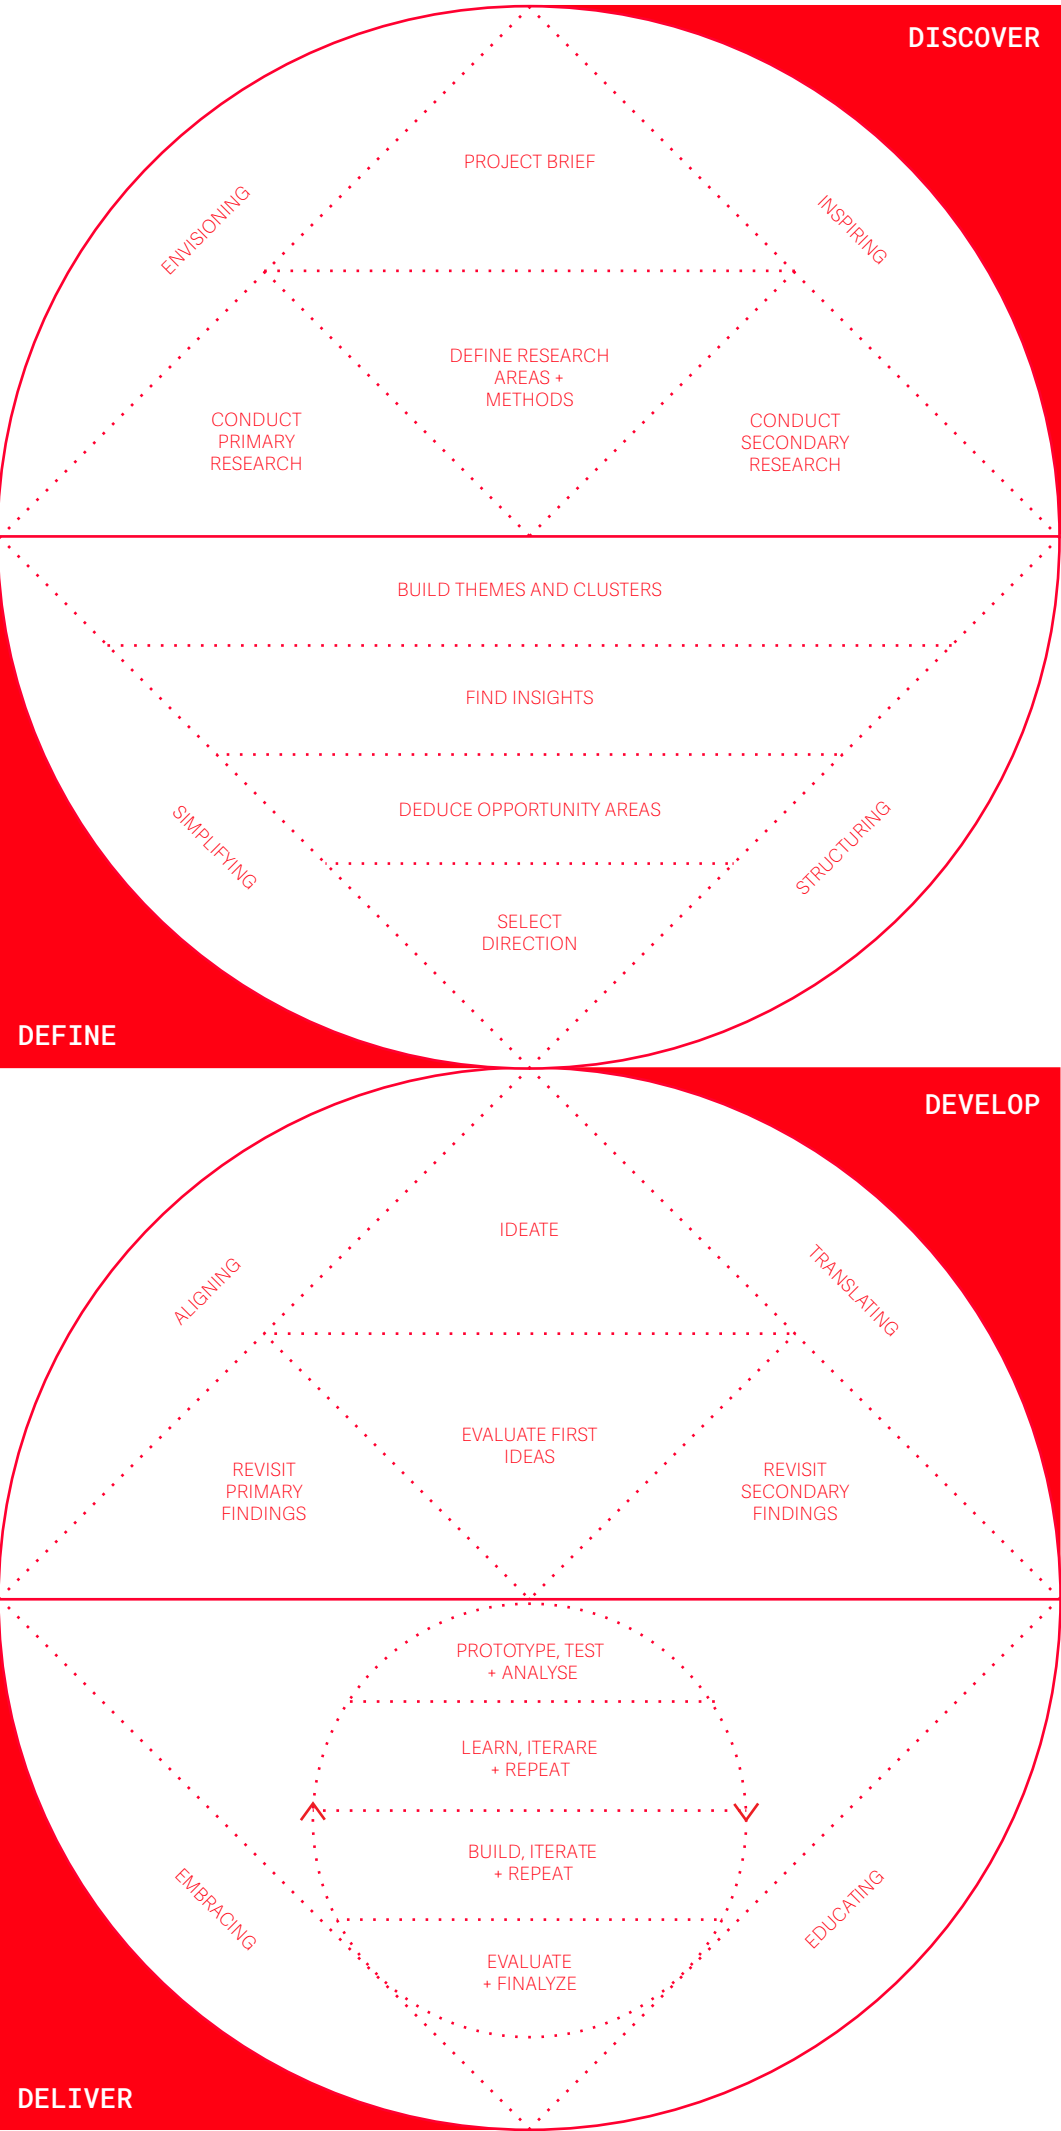 DISCOVER
PROJECT BRIEF
ENVISIONING
INSPIRING
DEFINE RESEARCH
AREAS +
METHODS
CONDUCT
PRIMARY
RESEARCH
CONDUCT
SECONDARY
RESEARCH
BUILD THEMES AND CLUSTERS
FIND INSIGHTS
DEDUCE OPPORTUNITY AREAS
SIMPLIFYING
STRUCTURING
SELECT
DIRECTION
DEFINE
DEVELOP
IDEATE
ALIGNING
TRANSLATING
EVALUATE FIRST
IDEAS
REVISIT
PRIMARY
FINDINGS
REVISIT
SECONDARY
FINDINGS
PROTOTYPE, TEST
+ ANALYSE
LEARN, ITERARE
+ REPEAT
BUILD, ITERATE
+ REPEAT
EMBRACING
EDUCATING
EVALUATE
+ FINALYZE
DELIVER